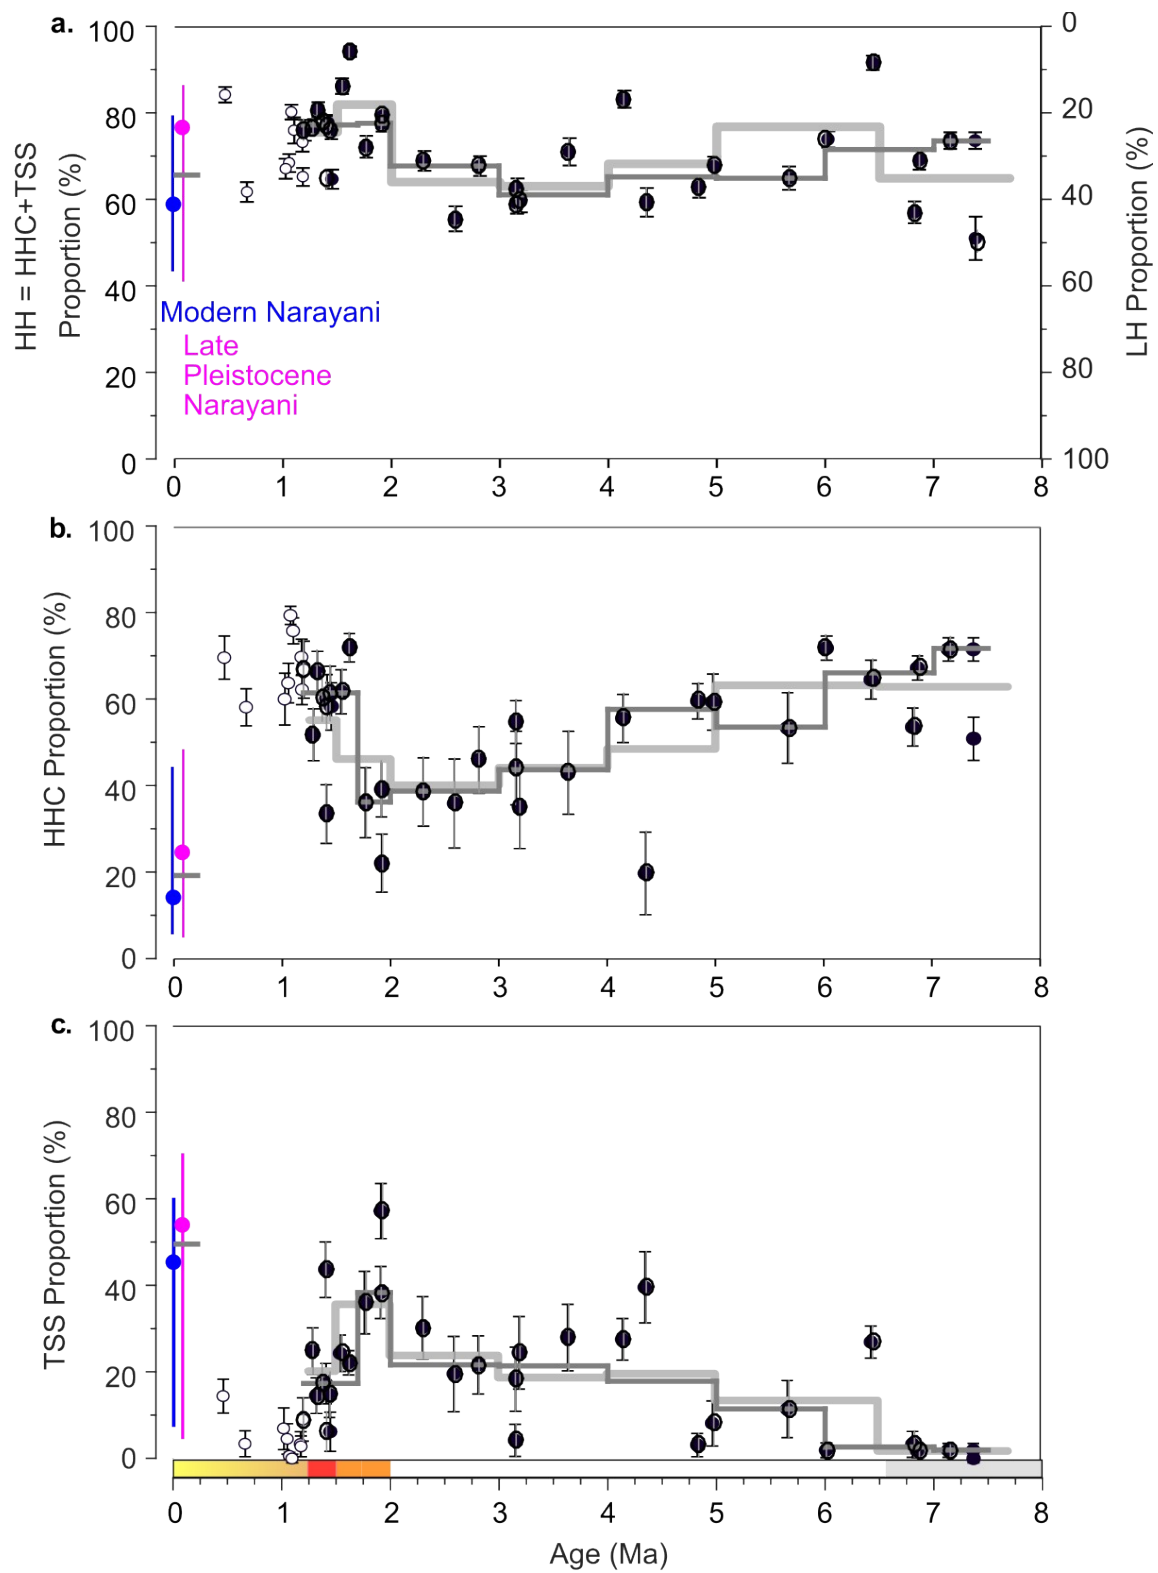 a.
100
80
60
40
20
0
HH = HHC+TSS
Proportion (%)
0
20
40
60
80
100
LH Proportion (%)
Modern Narayani
Late
Pleistocene
Narayani
0 1 2 3 4 5 6 7 8
b.
100
80
60
40
20
0
HHC Proportion (%)
0 1 2 3 4 5 6 7 8
c.
100
80
60
40
20
0
TSS Proportion (%)
0 1 2 3 4 5 6 7 8
Age (Ma)